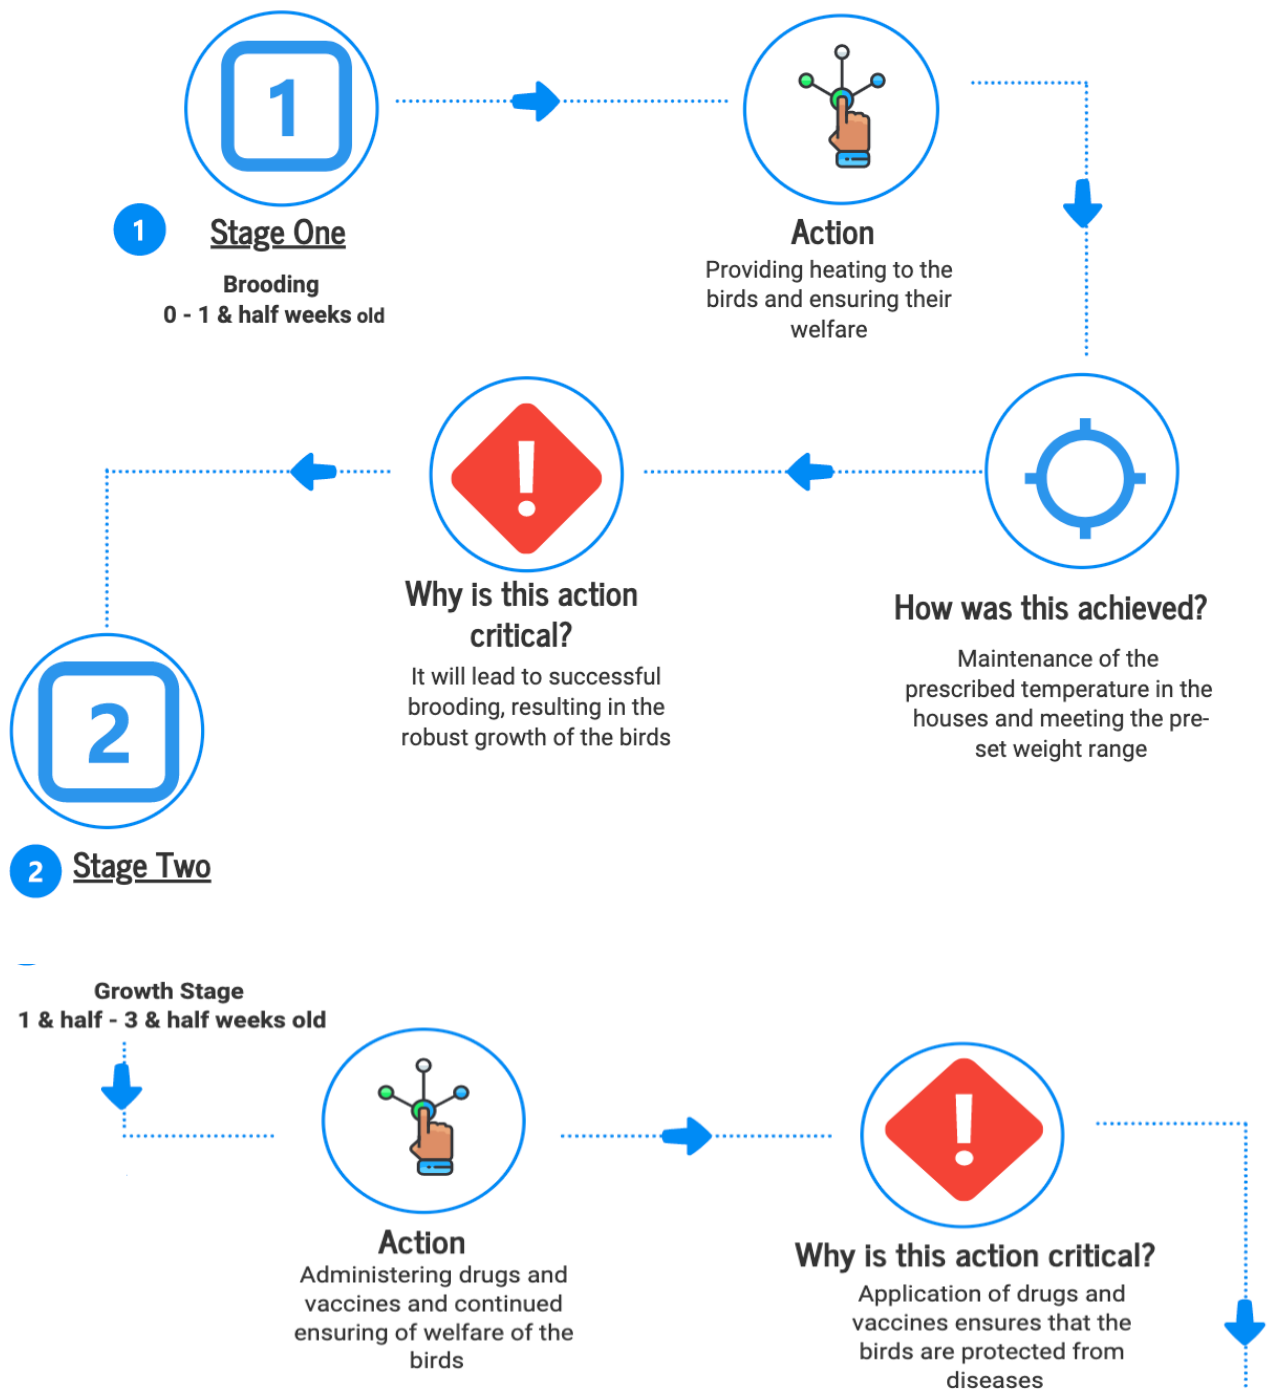 1
1
Stage One
Brooding
0 - 1 & half weeks old
Action
Providing heating to the
birds and ensuring their
welfare
How was this achieved?
Maintenance of the
prescribed temperature in the
houses and meeting the pre-
set weight range
Why is this action
critical?
It will lead to successful
brooding, resulting in the
robust growth of the birds
2
2
Stage Two
Growth Stage
1 & half - 3 & half weeks old
Action
Administering drugs and
vaccines and continued
ensuring of welfare of the
birds
Why is this action critical?
Application of drugs and
vaccines ensures that the
birds are protected from
diseases